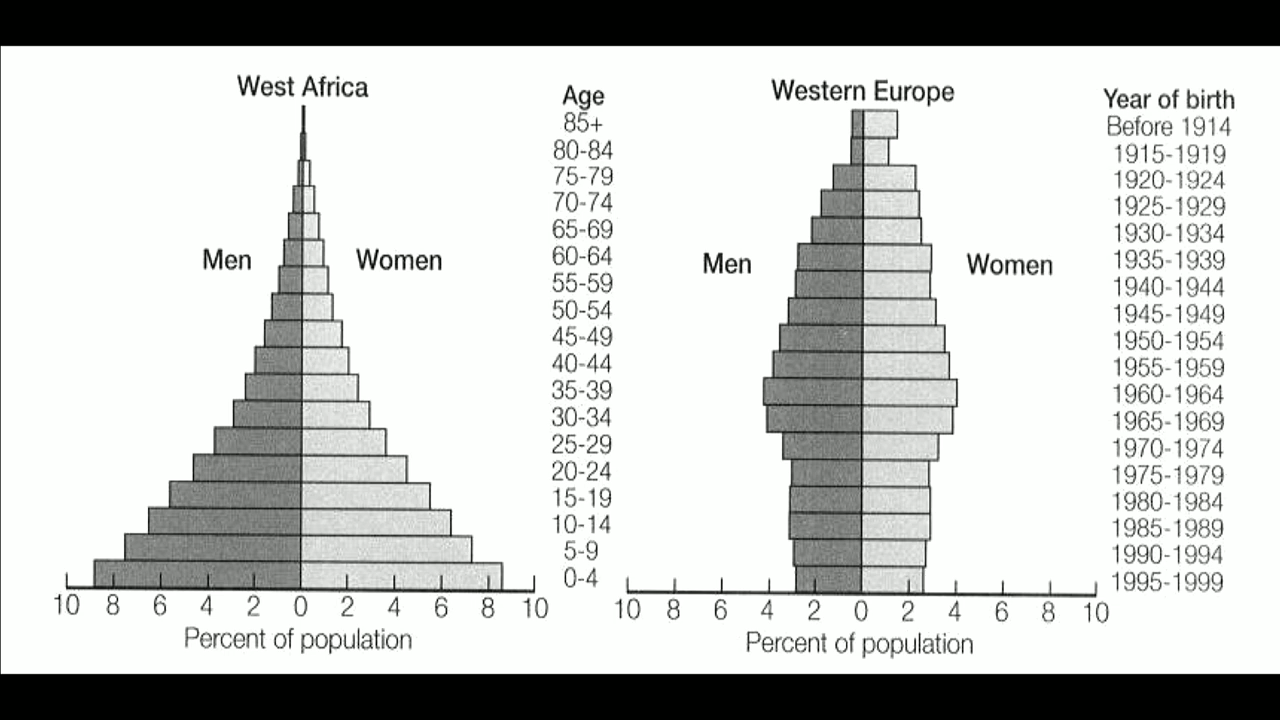 West Africa
Men
Women
10 8 6 4 2 0 2 4 6 8 10
Percent of population
Age
85+
80-84
75-79
70-74
65-69
60-64
55-59
50-54
45-49
40-44
35-39
30-34
25-29
20-24
15-19
10-14
5-9
0-4
Western Europe
Men
Women
10 8 6 4 2 0 2 4 6 8 10
Percent of population
Year of birth
Before 1914
1915-1919
1920-1924
1925-1929
1930-1934
1935-1939
1940-1944
1945-1949
1950-1954
1955-1959
1960-1964
1965-1969
1970-1974
1975-1979
1980-1984
1985-1989
1990-1994
1995-1999